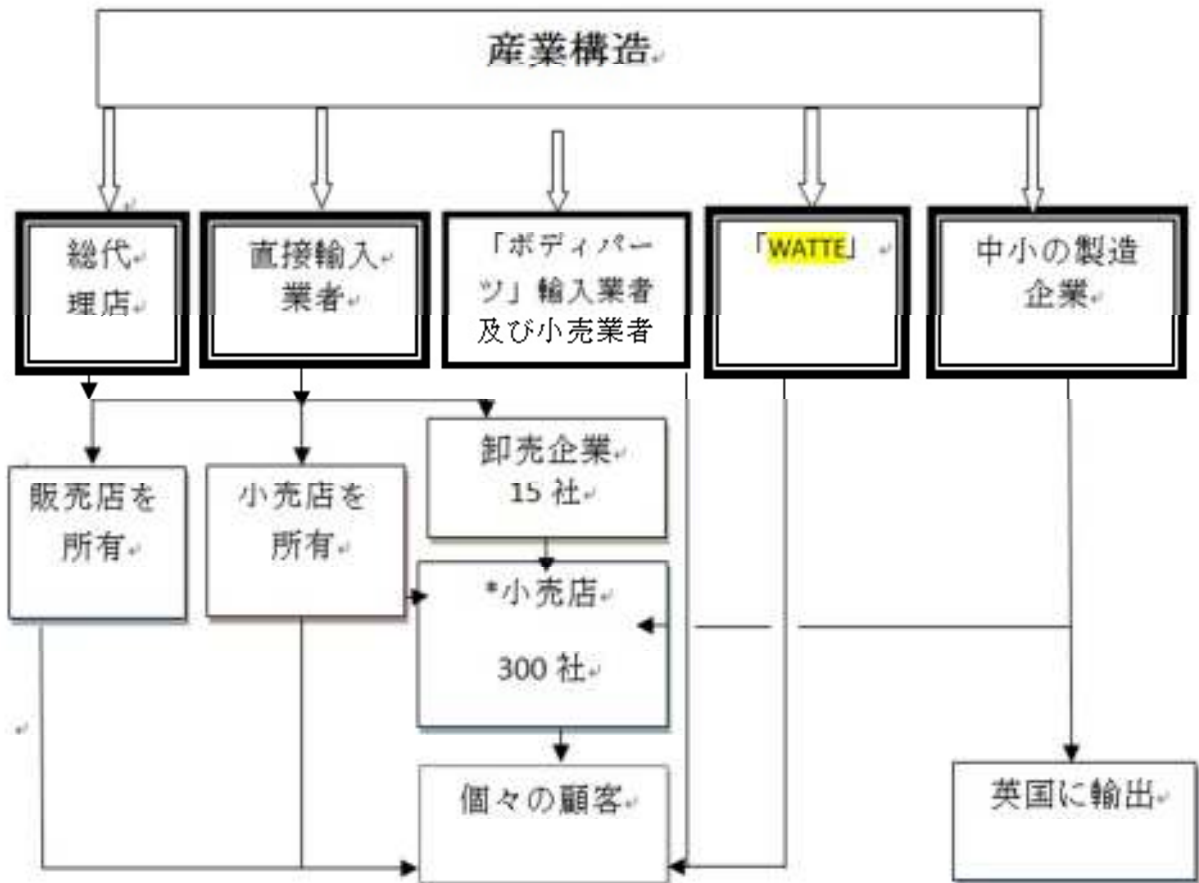 産業構造
総代
理店
直接輸入
業者
「ボディパー
ツ」輸入業者
及び小売業者
「WATTE」
中小の製造
企業
卸売企業
15 社
販売店を
所有
小売店を
所有
*小売店
300 社
個々の顧客
英国に輸出